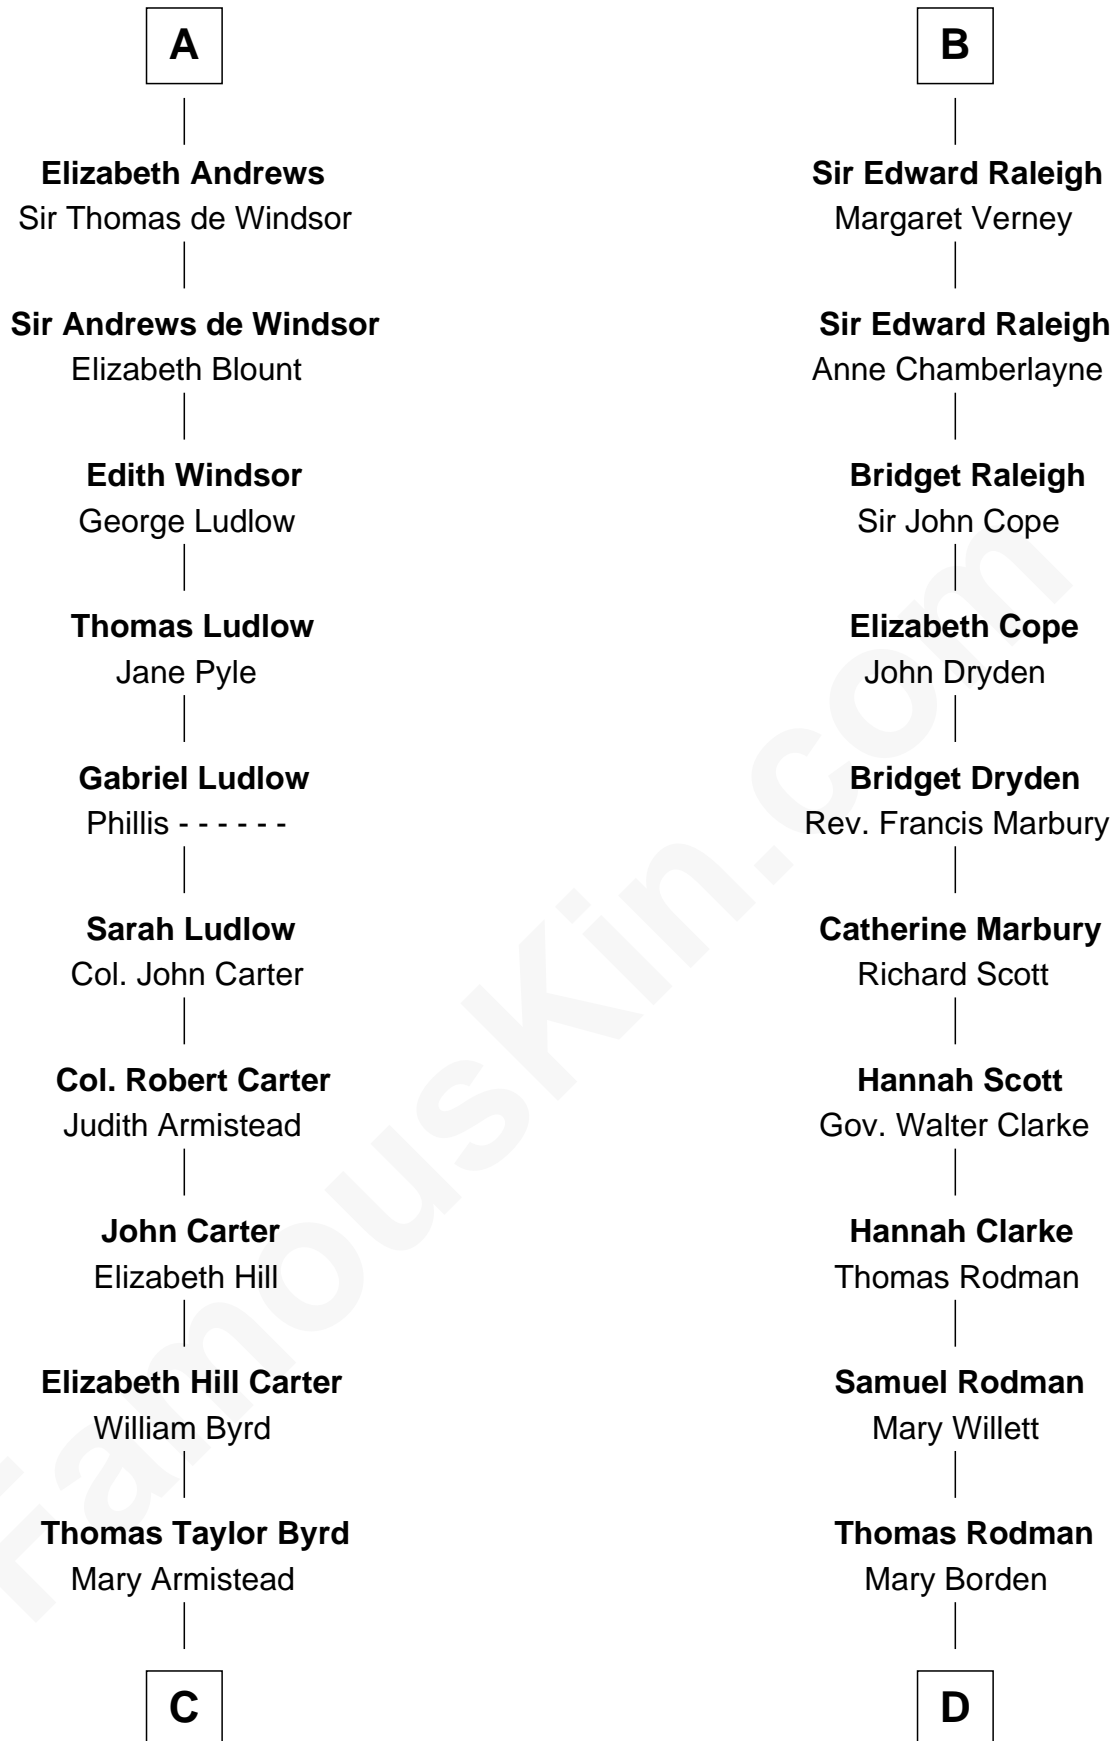 A
Elizabeth Andrews
Sir Thomas de Windsor
Sir Andrews de Windsor
Elizabeth Blount
Edith Windsor
George Ludlow
Thomas Ludlow
Jane Pyle
Gabriel Ludlow
Phillis - - - - - -
Sarah Ludlow
Col. John Carter
Col. Robert Carter
Judith Armistead
John Carter
Elizabeth Hill
Elizabeth Hill Carter
William Byrd
Thomas Taylor Byrd
Mary Armistead
C
B
Sir Edward Raleigh
Margaret Verney
Sir Edward Raleigh
Anne Chamberlayne
Bridget Raleigh
Sir John Cope
Elizabeth Cope
John Dryden
Bridget Dryden
Rev. Francis Marbury
Catherine Marbury
Richard Scott
Hannah Scott
Gov. Walter Clarke
Hannah Clarke
Thomas Rodman
Samuel Rodman
Mary Willett
Thomas Rodman
Mary Borden
D
FamousKin.com